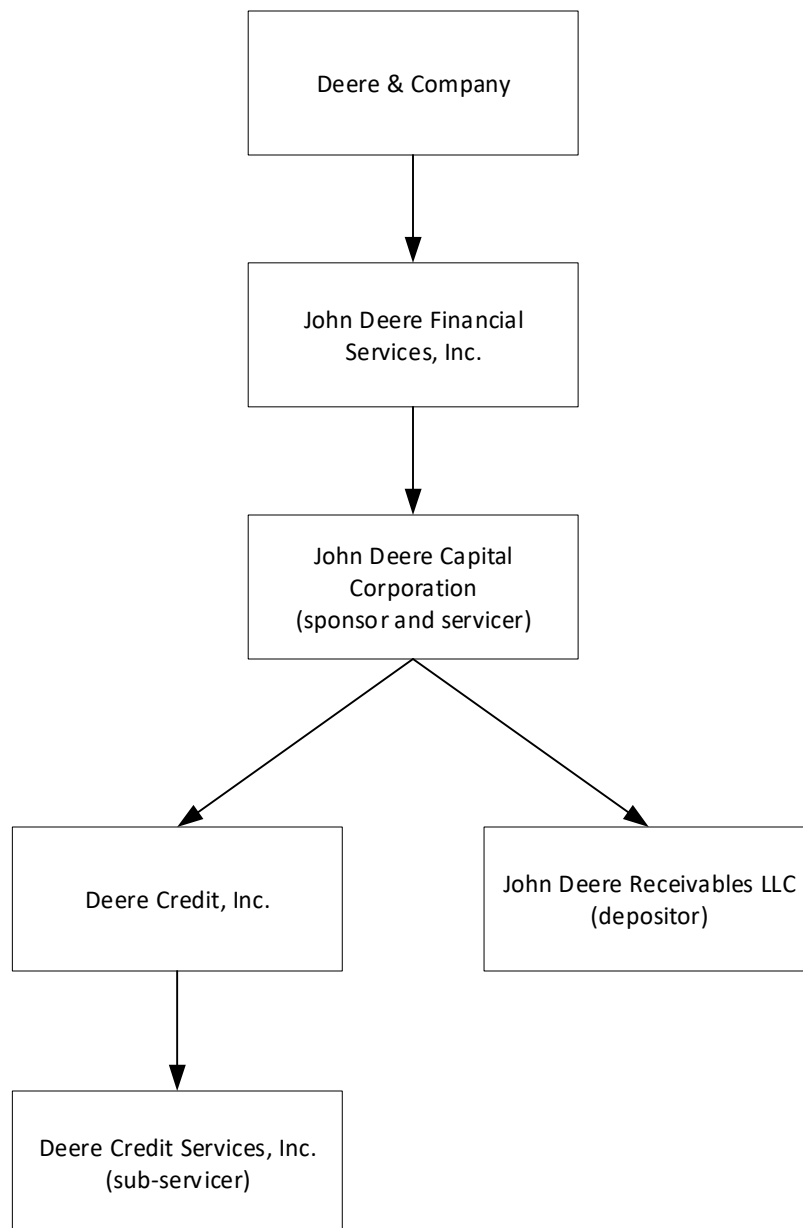 Deere & Company
John Deere Financial
Services, Inc.
John Deere Capital
Corporation
(sponsor and servicer)
Deere Credit, Inc.
John Deere Receivables LLC
(depositor)
Deere Credit Services, Inc.
(sub-servicer)